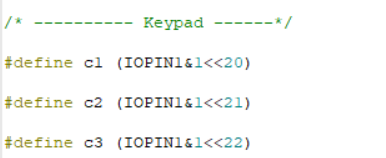 /* ---------- Keypad ------*/
#define c1 (IOPIN1&1<<20)
#define c2 (IOPIN1&1<<21)
#define c3 (IOPIN1&1<<22)